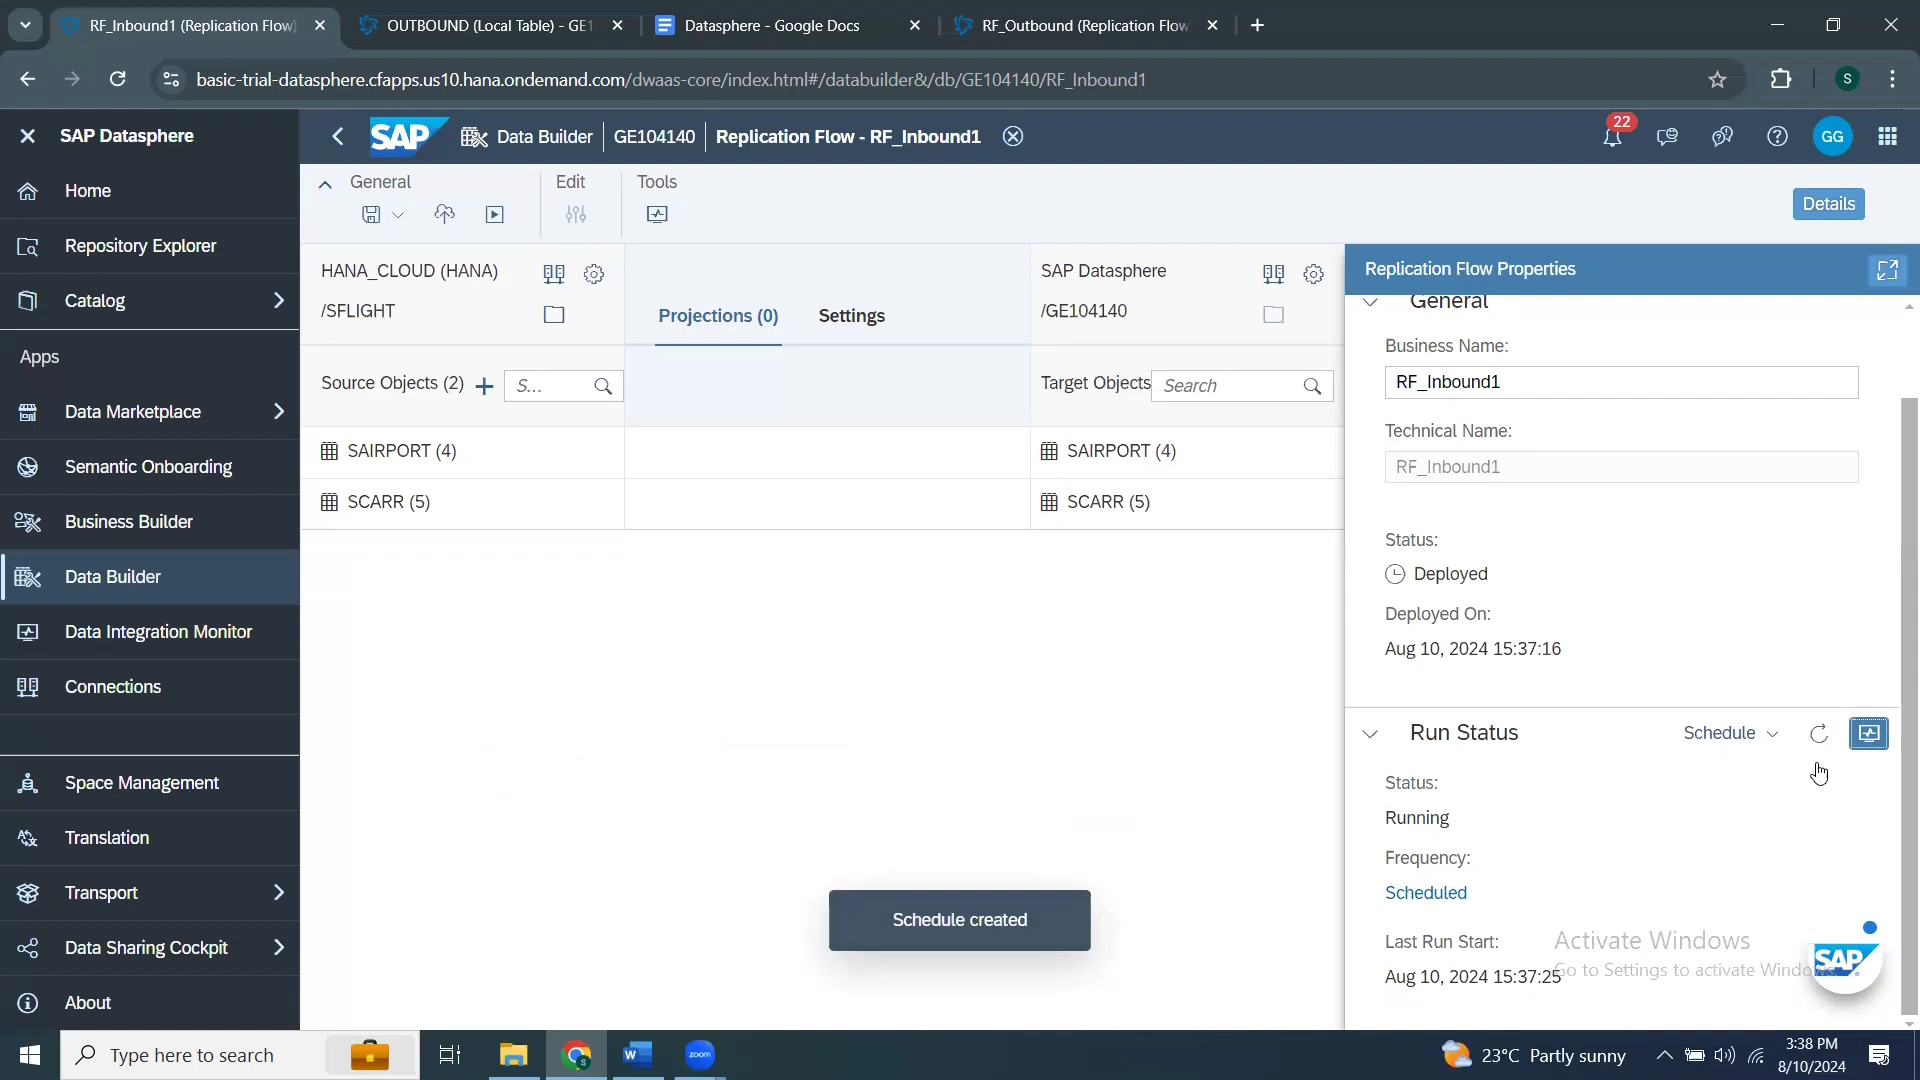 RF_Inbound1 (Replication Flow)
OUTBOUND (Local Table) - GE1
Datasphere - Google Docs
RF_Outbound (Replication Flow
basic-trial-datasphere.cfapps.us10.hana.ondemand.com/dwaas-core/index.html#/databuilder&/db/GE104140/RF_Inbound1
S
SAP Datasphere
SAP
Data Builder
GE104140
Replication Flow - RF_Inbound1
22
GG
Home
Repository Explorer
Catalog
Apps
Data Marketplace
Semantic Onboarding
Business Builder
Data Builder
Data Integration Monitor
Connections
Space Management
Translation
Transport
Data Sharing Cockpit
About
General
Edit
Tools
Details
HANA_CLOUD (HANA)
/SFLIGHT
Projections (0)
Settings
SAP Datasphere
/GE104140
Source Objects (2)
S...
Target Objects
Search
SAIRPORT (4)
SAIRPORT (4)
SCARR (5)
SCARR (5)
Schedule created
Replication Flow Properties
General
Business Name:
RF_Inbound1
Technical Name:
RF_Inbound1
Status:
Deployed
Deployed On:
Aug 10, 2024 15:37:16
Run Status
Schedule
Status:
Running
Frequency:
Scheduled
Last Run Start:
Aug 10, 2024 15:37:25
Activate Windows
Go to Settings to activate Windows.
SAP
Type here to search
zoom
23°C Partly sunny
3:38 PM
8/10/2024